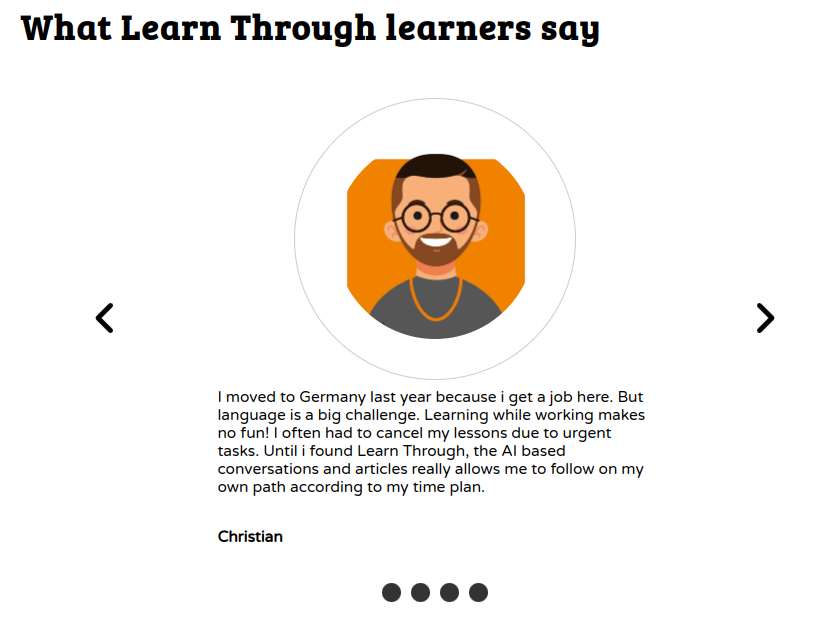 What Learn Through learners say
I moved to Germany last year because i get a job here. But
language is a big challenge. Learning while working makes
no fun! I often had to cancel my lessons due to urgent
tasks. Until i found Learn Through, the AI based
conversations and articles really allows me to follow on my
own path according to my time plan.
Christian